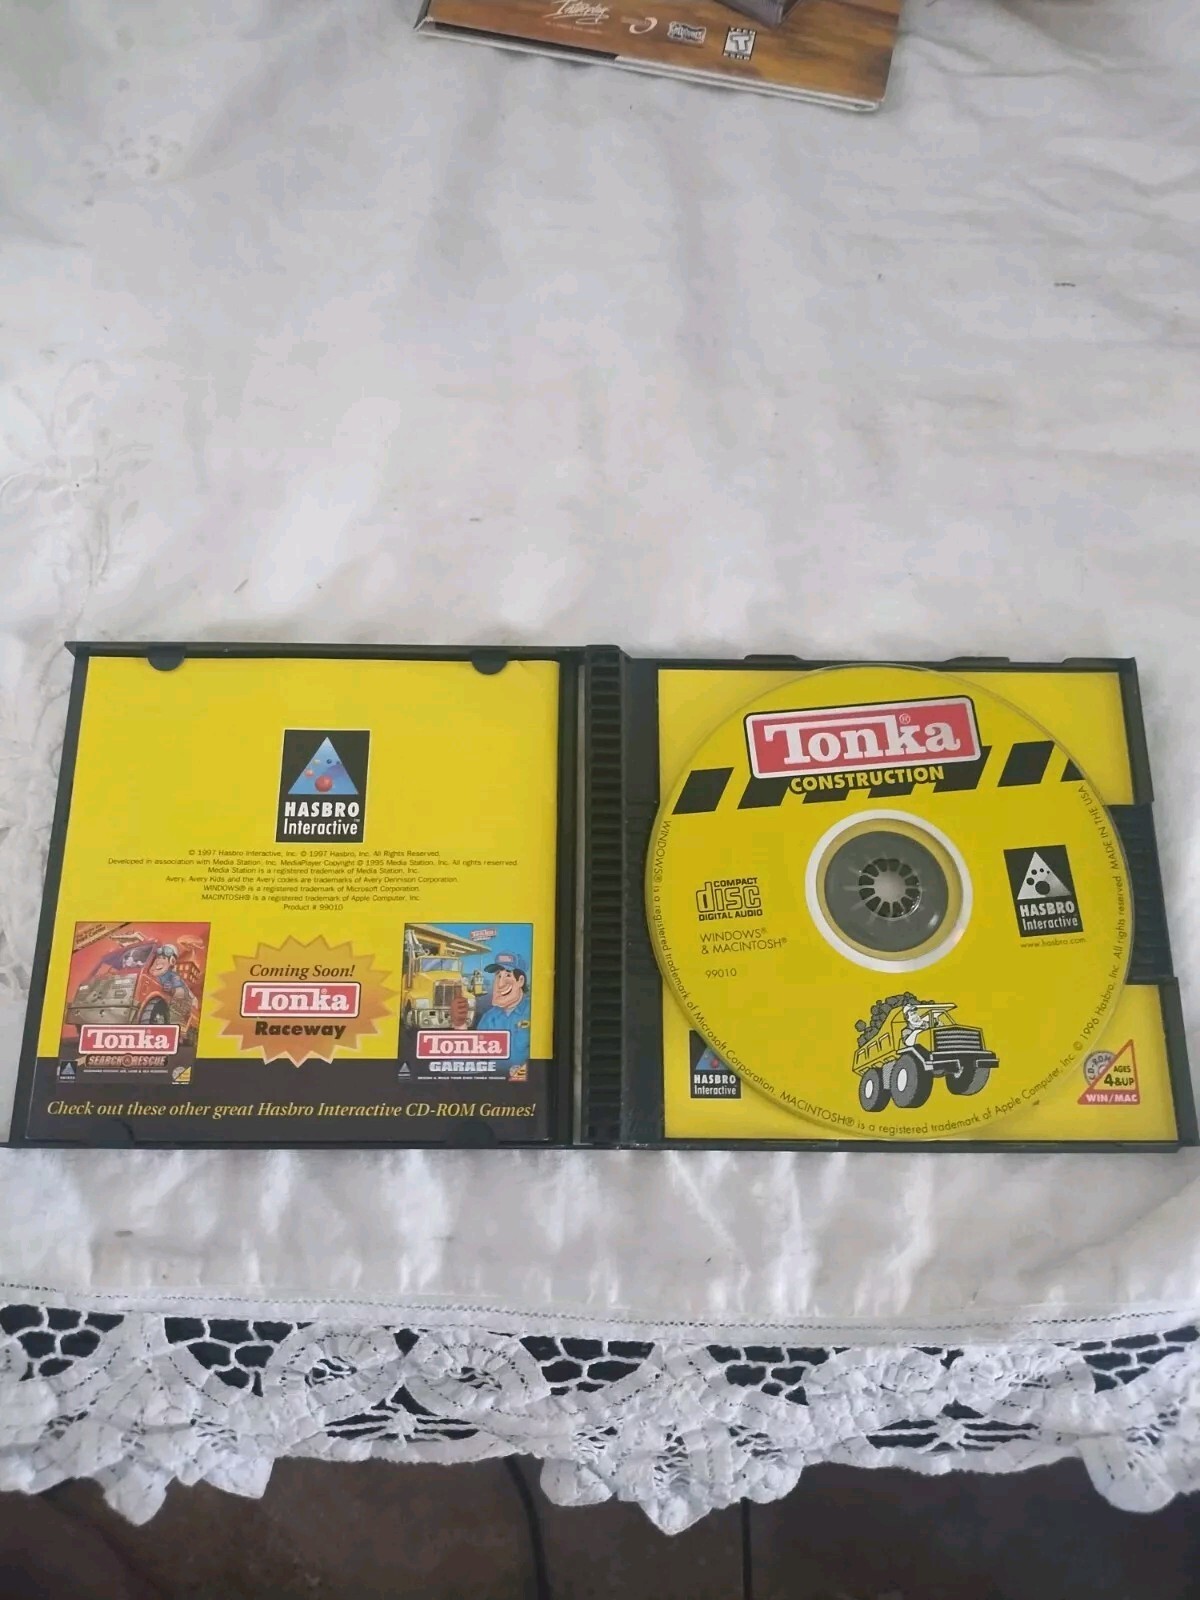 Interplay
T
HASBRO
Interactive™
© 1997 Hasbro Interactive, Inc. © 1997 Hasbro, Inc. All Rights Reserved.
Developed in association with Media Station, Inc. MediaPlayer Copyright © 1995 Media Station, Inc. All rights reserved.
Media Station is a registered trademark of Media Station, Inc.
Avery, Avery Kids and the Avery codes are trademarks of Avery Dennison Corporation.
WINDOWS® is a registered trademark of Microsoft Corporation.
MACINTOSH® is a registered trademark of Apple Computer, Inc.
Product # 99010
Tonka
SEARCH & RESCUE
Coming Soon!
Tonka
Raceway
Tonka
GARAGE
Check out these other great Hasbro Interactive CD-ROM Games!
Tonka®
CONSTRUCTION
COMPACT
disc
DIGITAL AUDIO
WINDOWS®
& MACINTOSH®
99010
HASBRO
Interactive
www.hasbro.com
WINDOWS® is a registered trademark of Microsoft Corporation. MACINTOSH® is a registered trademark of Apple Computer, Inc. © 1996 Hasbro, Inc. All rights reserved. MADE IN THE USA
HASBRO
Interactive
CD-ROM
AGES
4&UP
WIN/MAC